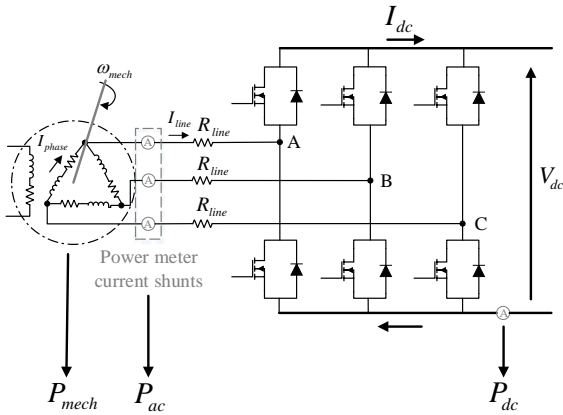 I_dc
ω_mech
I_phase
I_line
R_line
A
A
R_line
A
B
V_dc
R_line
A
C
Power meter
current shunts
A
P_mech
P_ac
P_dc